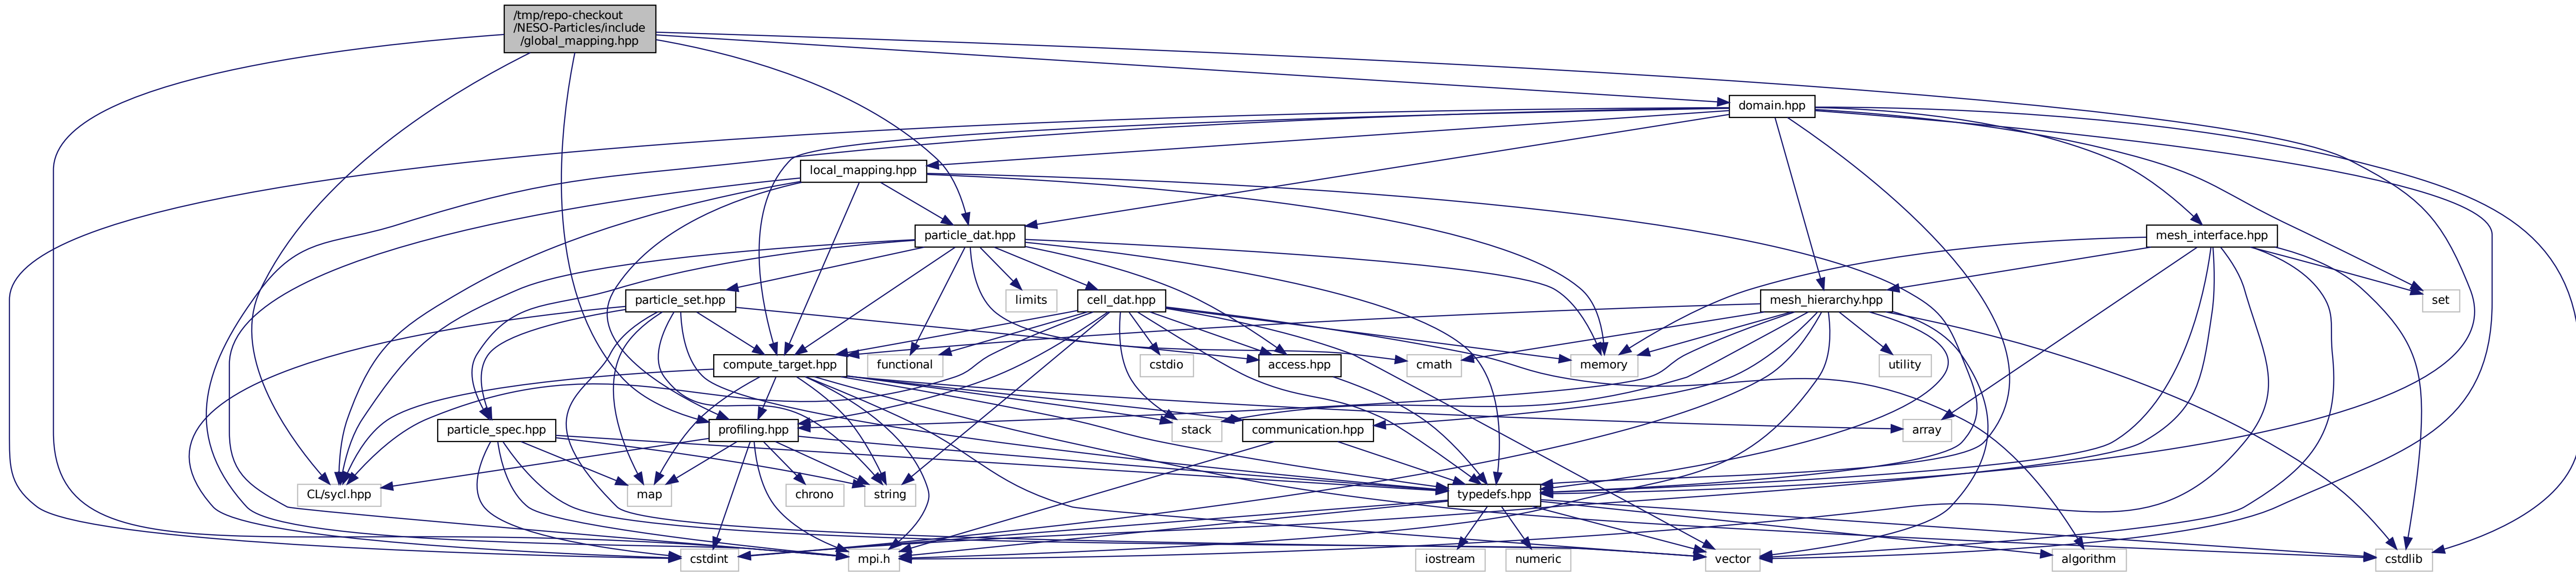 /tmp/repo-checkout
/NESO-Particles/include
/global_mapping.hpp
domain.hpp
local_mapping.hpp
particle_dat.hpp
mesh_interface.hpp
particle_set.hpp
limits
cell_dat.hpp
mesh_hierarchy.hpp
set
compute_target.hpp
functional
cstdio
access.hpp
cmath
memory
utility
particle_spec.hpp
profiling.hpp
stack
communication.hpp
array
CL/sycl.hpp
map
chrono
string
typedefs.hpp
cstdint
mpi.h
iostream
numeric
vector
algorithm
cstdlib